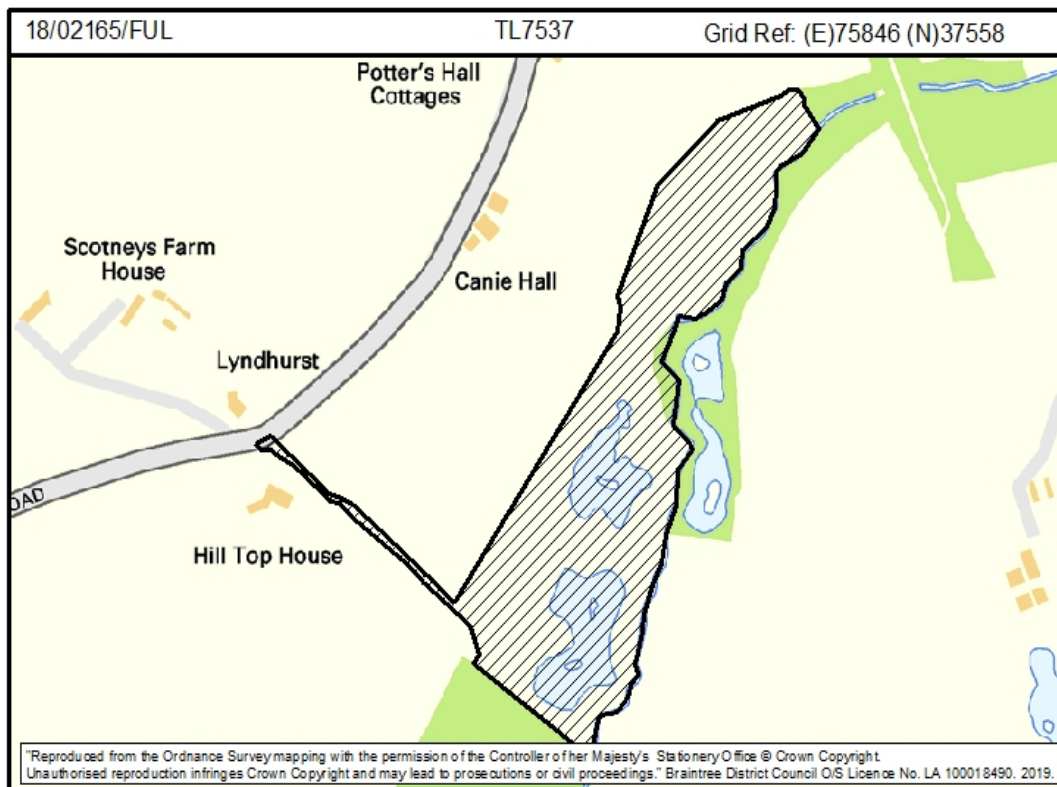 18/02165/FUL TL7537 Grid Ref: (E)75846 (N)37558
Potter's Hall
Cottages
Scotneys Farm
House
Canie Hall
Lyndhurst
OAD
Hill Top House
"Reproduced from the Ordnance Survey mapping with the permission of the Controller of her Majesty's Stationery Office © Crown Copyright.
Unauthorised reproduction infringes Crown Copyright and may lead to prosecutions or civil proceedings." Braintree District Council O/S Licence No. LA 100018490. 2019.